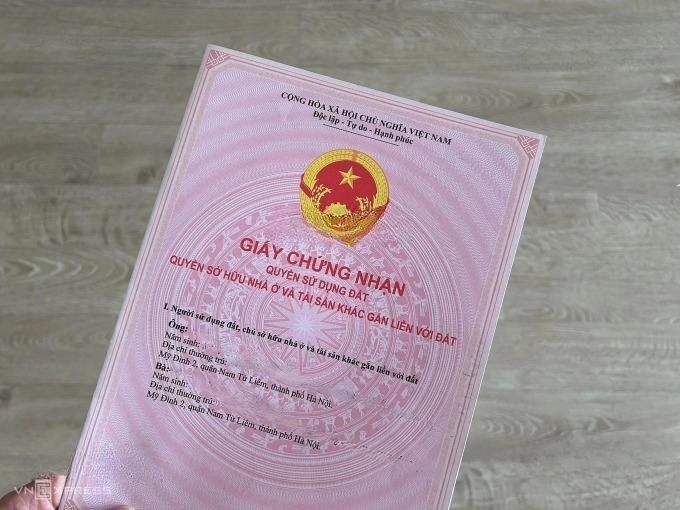 CỘNG HÒA XÃ HỘI CHỦ NGHĨA VIỆT NAM
Độc lập - Tự do - Hạnh phúc
GIẤY CHỨNG NHẬN
QUYỀN SỬ DỤNG ĐẤT
QUYỀN SỞ HỮU NHÀ Ở VÀ TÀI SẢN KHÁC GẮN LIỀN VỚI ĐẤT
I. Người sử dụng đất, chủ sở hữu nhà ở và tài sản khác gắn liền với đất
Ông:
Năm sinh:
Địa chỉ thường trú:
Mỹ Đình 2, quận Nam Từ Liêm, thành phố Hà Nội.
Bà:
Năm sinh:
Địa chỉ thường trú:
Mỹ Đình 2, quận Nam Từ Liêm, thành phố Hà Nội.
VNEXPRESS